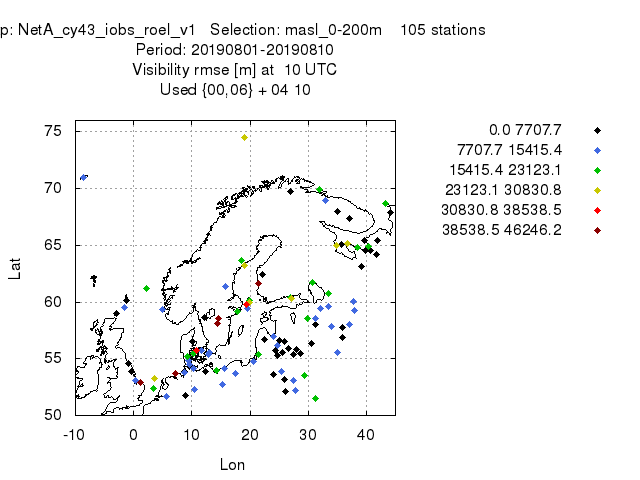 p: NetA_cy43_iobs_roel_v1 Selection: masl_0-200m 105 stations
Period: 20190801-20190810
Visibility rmse [m] at 10 UTC
Used {00,06} + 04 10
0.0 7707.7
7707.7 15415.4
15415.4 23123.1
23123.1 30830.8
30830.8 38538.5
38538.5 46246.2
75
70
65
60
55
50
Lat
-10 0 10 20 30 40
Lon